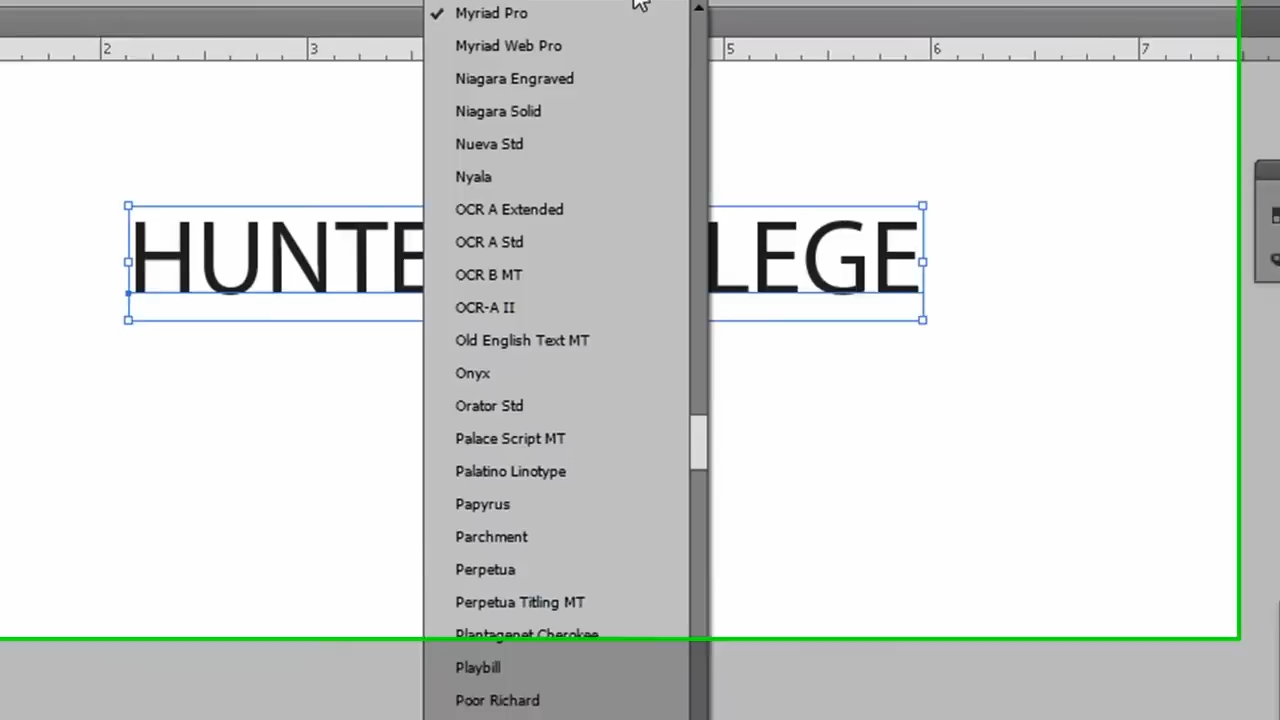 Myriad Pro
2 3 5 6 7
Myriad Web Pro
Niagara Engraved
Niagara Solid
Nueva Std
Nyala
OCR A Extended
HUNTE LEGE
OCR A Std
OCR B MT
OCR-A II
Old English Text MT
Onyx
Orator Std
Palace Script MT
Palatino Linotype
Papyrus
Parchment
Perpetua
Perpetua Titling MT
Plantagenet Cherokee
Playbill
Poor Richard